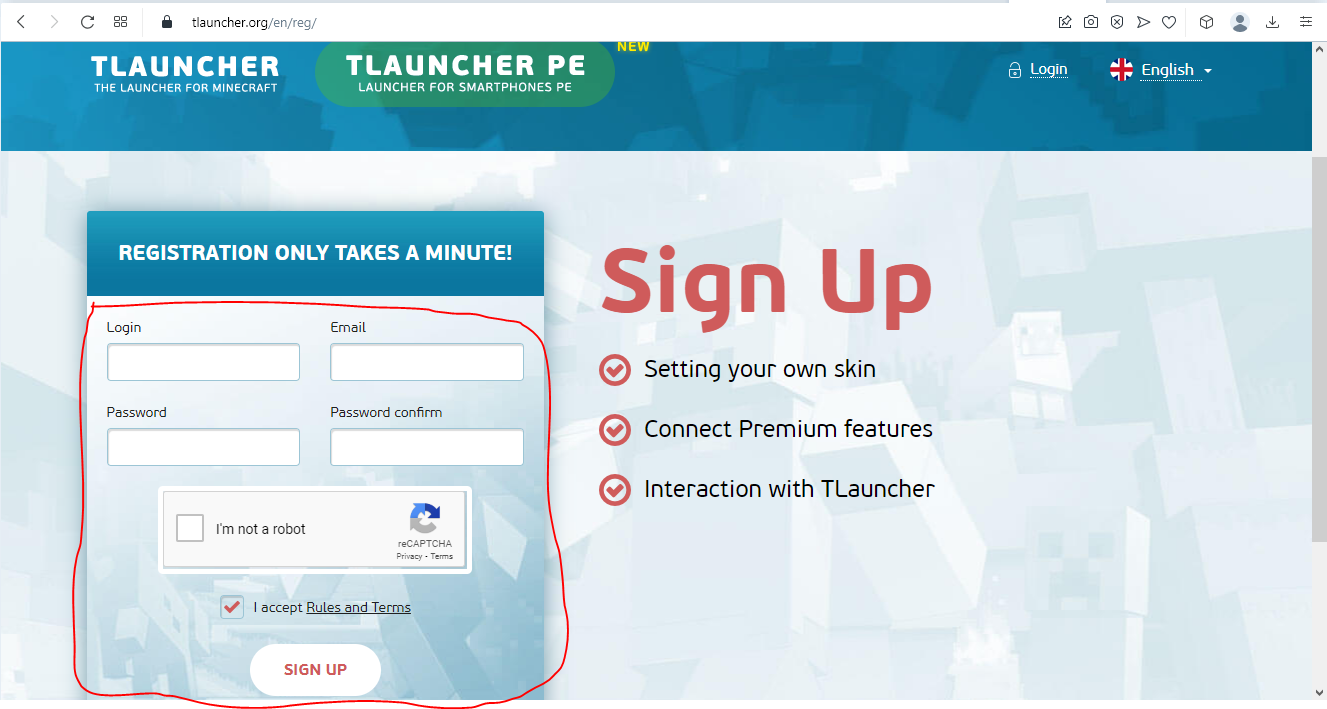 tlauncher.org/en/reg/
TLAUNCHER
THE LAUNCHER FOR MINECRAFT
TLAUNCHER PE
LAUNCHER FOR SMARTPHONES PE
NEW
Login
English
REGISTRATION ONLY TAKES A MINUTE!
Login
Email
Password
Password confirm
I'm not a robot
reCAPTCHA
Privacy - Terms
I accept Rules and Terms
SIGN UP
Sign Up
Setting your own skin
Connect Premium features
Interaction with TLauncher